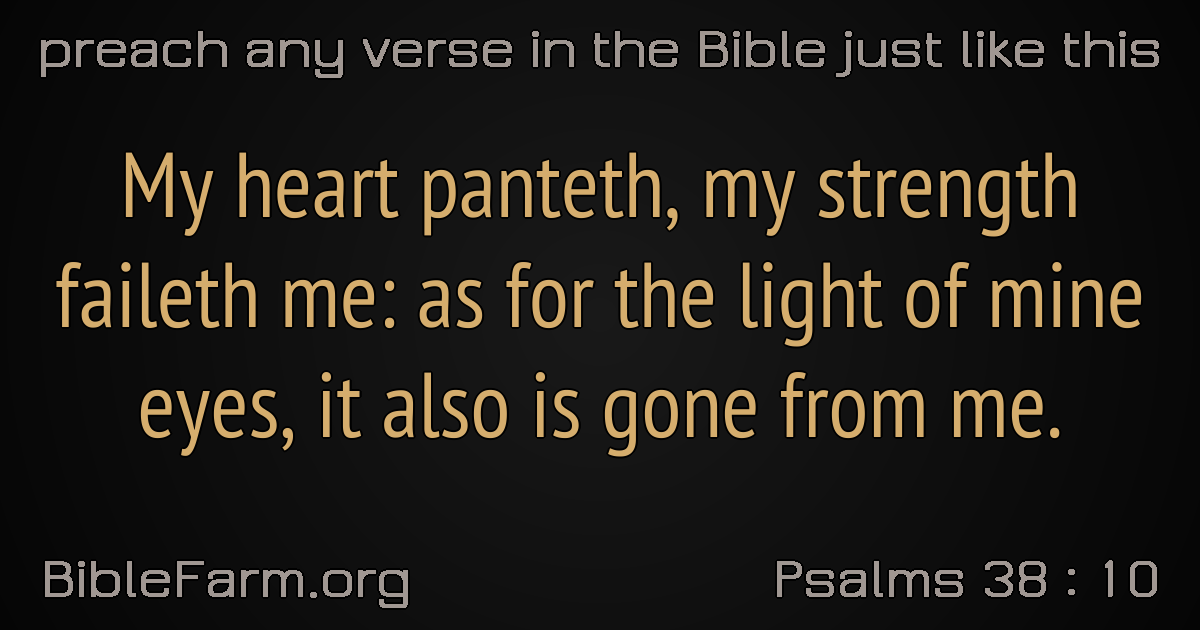 preach any verse in the Bible just like this
My heart panteth, my strength
faileth me: as for the light of mine
eyes, it also is gone from me.
BibleFarm.org
Psalms 38 : 10